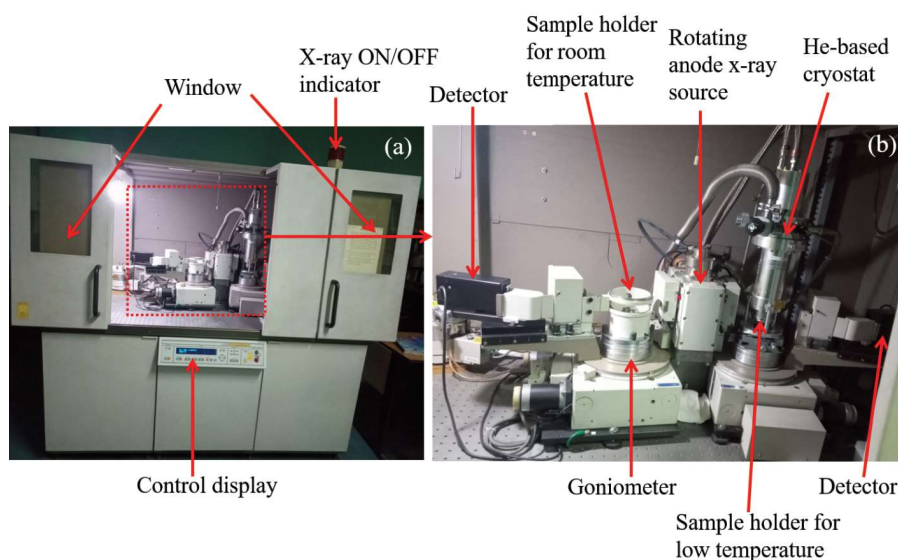 X-ray ON/OFF
indicator
Window
Detector
Sample holder
for room
temperature
Rotating
anode x-ray
source
He-based
cryostat
(a)
(b)
Control display
Goniometer
Detector
Sample holder for
low temperature